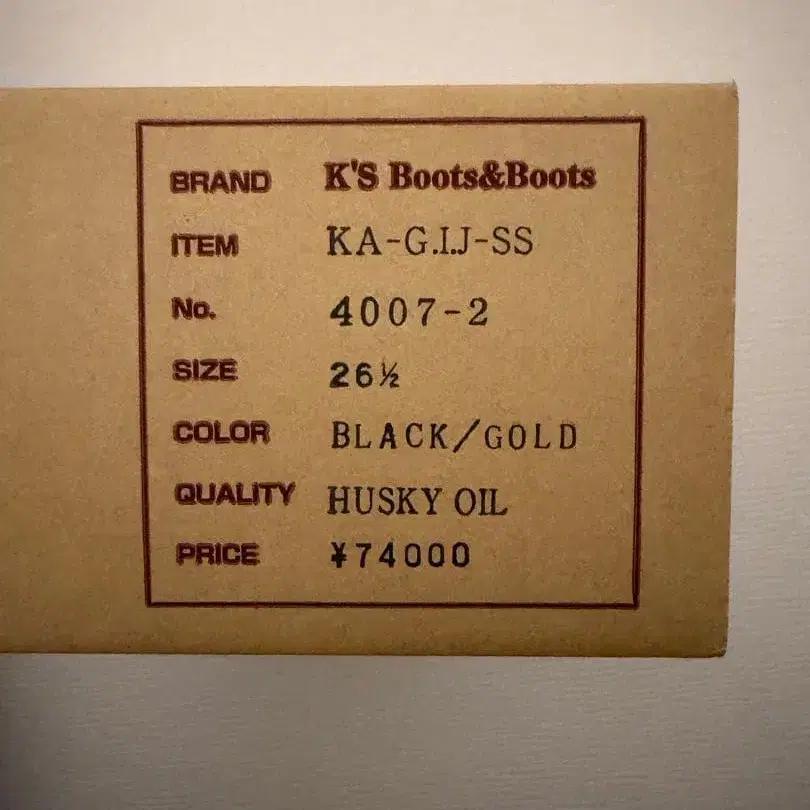 BRAND K'S Boots&Boots
ITEM KA-G.I.J-SS
No. 4007-2
SIZE 26½
COLOR BLACK/GOLD
QUALITY HUSKY OIL
PRICE ¥74000